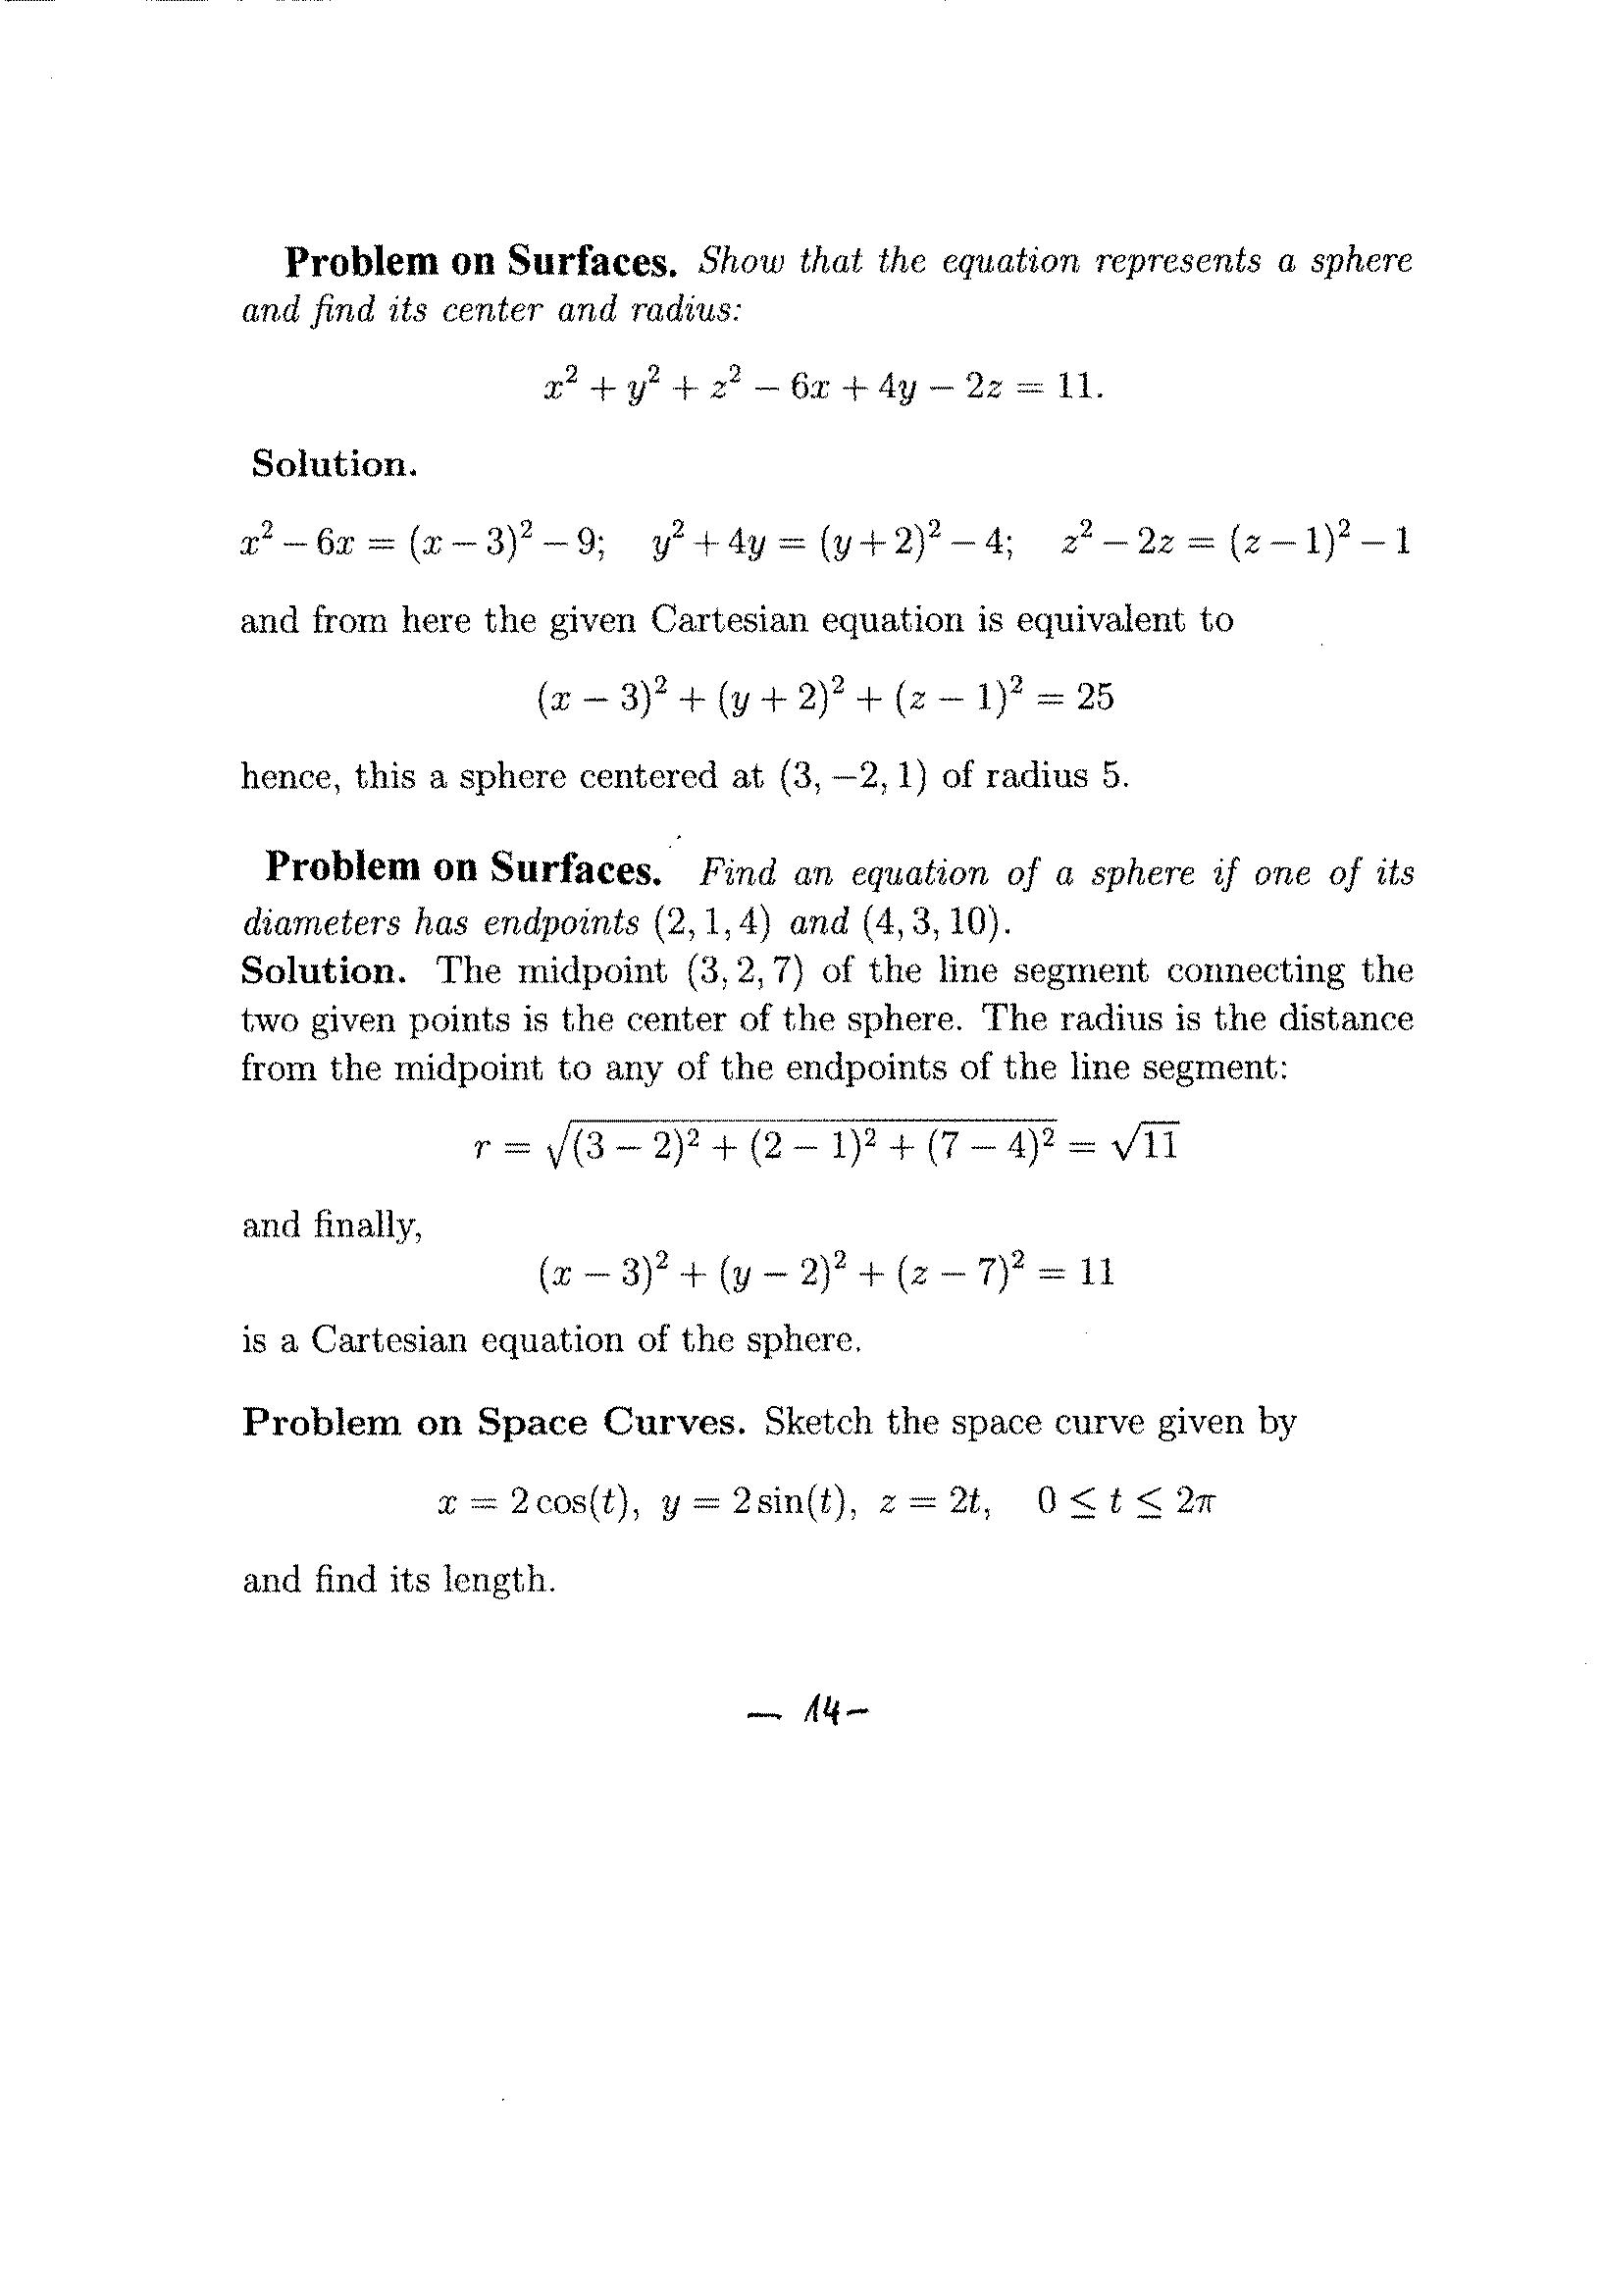 Problem on Surfaces. Show that the equation represents a sphere
and find its center and radius:
x² + y² + z² − 6x + 4y − 2z = 11.
Solution.
x² − 6x = (x − 3)² − 9;   y² + 4y = (y + 2)² − 4;   z² − 2z = (z − 1)² − 1
and from here the given Cartesian equation is equivalent to
(x − 3)² + (y + 2)² + (z − 1)² = 25
hence, this a sphere centered at (3, −2, 1) of radius 5.
Problem on Surfaces. Find an equation of a sphere if one of its
diameters has endpoints (2, 1, 4) and (4, 3, 10).
Solution. The midpoint (3, 2, 7) of the line segment connecting the
two given points is the center of the sphere. The radius is the distance
from the midpoint to any of the endpoints of the line segment:
r = √((3 − 2)² + (2 − 1)² + (7 − 4)²) = √11
and finally,
(x − 3)² + (y − 2)² + (z − 7)² = 11
is a Cartesian equation of the sphere.
Problem on Space Curves. Sketch the space curve given by
x = 2 cos(t), y = 2 sin(t), z = 2t,   0 ≤ t ≤ 2π
and find its length.
— 14 -